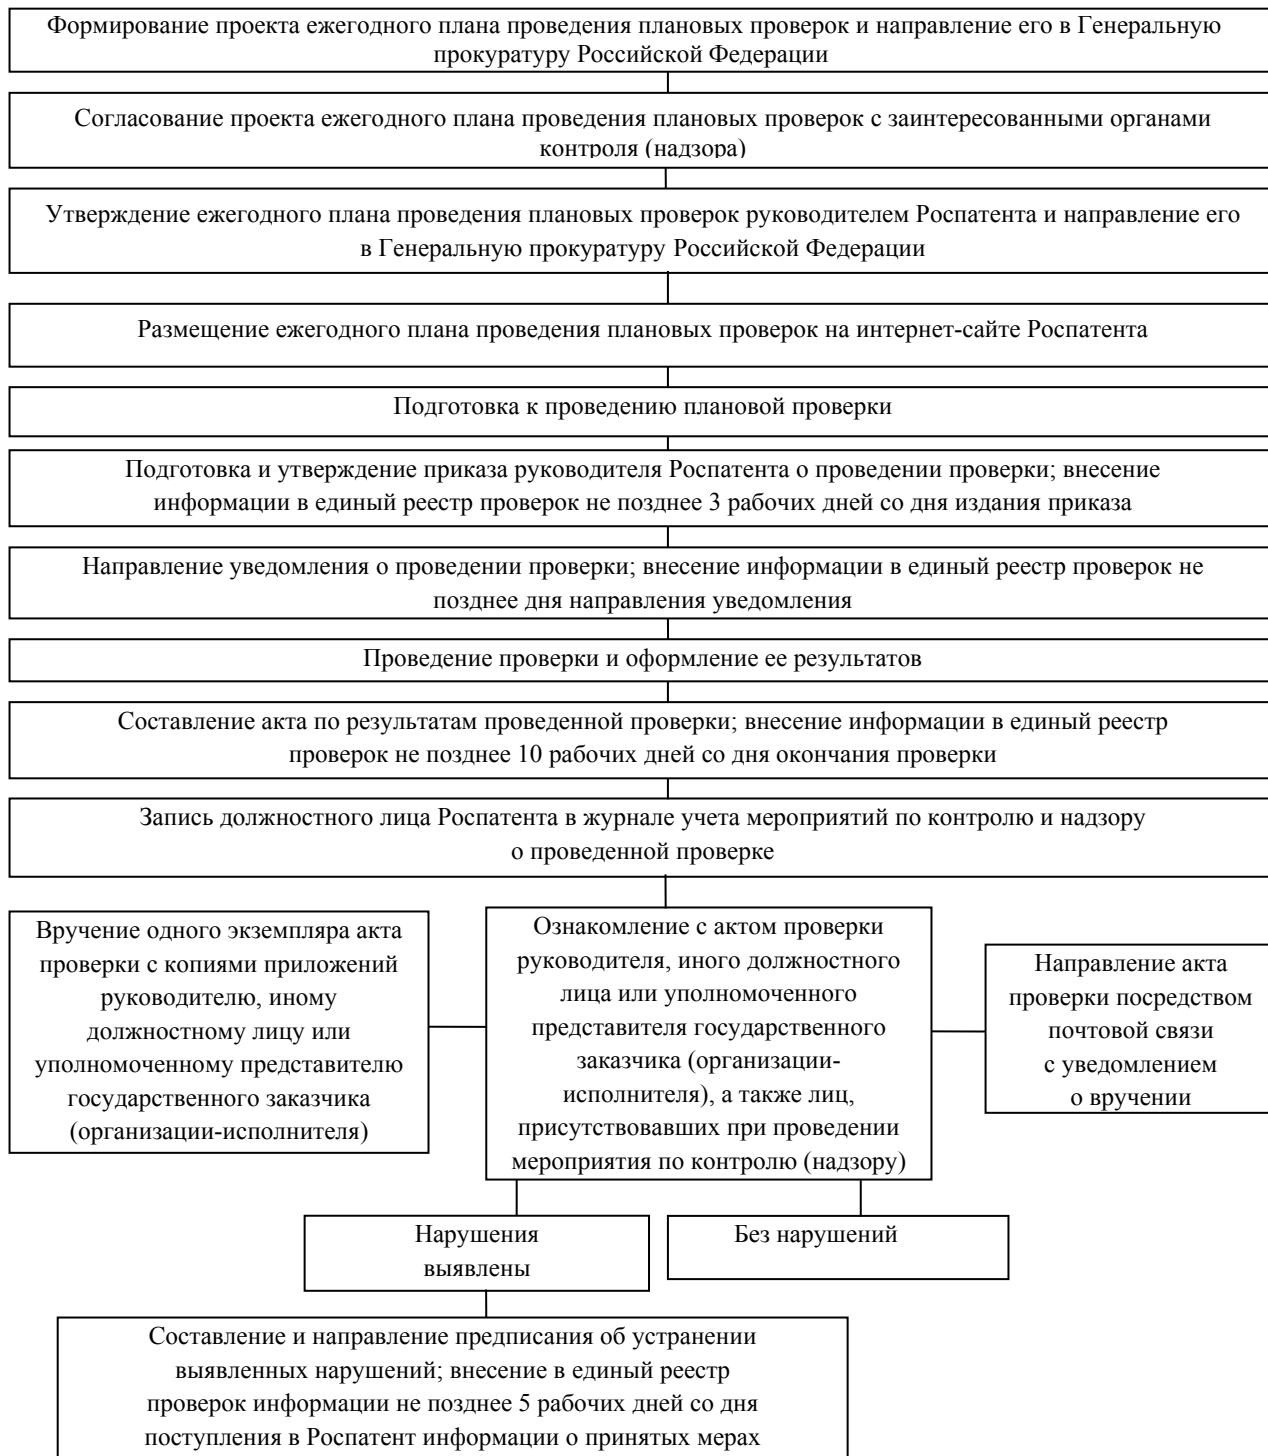 Формирование проекта ежегодного плана проведения плановых проверок и направление его в Генеральную
прокуратуру Российской Федерации
Согласование проекта ежегодного плана проведения плановых проверок с заинтересованными органами
контроля (надзора)
Утверждение ежегодного плана проведения плановых проверок руководителем Роспатента и направление его
в Генеральную прокуратуру Российской Федерации
Размещение ежегодного плана проведения плановых проверок на интернет-сайте Роспатента
Подготовка к проведению плановой проверки
Подготовка и утверждение приказа руководителя Роспатента о проведении проверки; внесение
информации в единый реестр проверок не позднее 3 рабочих дней со дня издания приказа
Направление уведомления о проведении проверки; внесение информации в единый реестр проверок не
позднее дня направления уведомления
Проведение проверки и оформление ее результатов
Составление акта по результатам проведенной проверки; внесение информации в единый реестр
проверок не позднее 10 рабочих дней со дня окончания проверки
Запись должностного лица Роспатента в журнале учета мероприятий по контролю и надзору
о проведенной проверке
Вручение одного экземпляра акта
проверки с копиями приложений
руководителю, иному
должностному лицу или
уполномоченному представителю
государственного заказчика
(организации-исполнителя)
Ознакомление с актом проверки
руководителя, иного должностного
лица или уполномоченного
представителя государственного
заказчика (организации-
исполнителя), а также лиц,
присутствовавших при проведении
мероприятия по контролю (надзору)
Направление акта
проверки посредством
почтовой связи
с уведомлением
о вручении
Нарушения
выявлены
Без нарушений
Составление и направление предписания об устранении
выявленных нарушений; внесение в единый реестр
проверок информации не позднее 5 рабочих дней со дня
поступления в Роспатент информации о принятых мерах